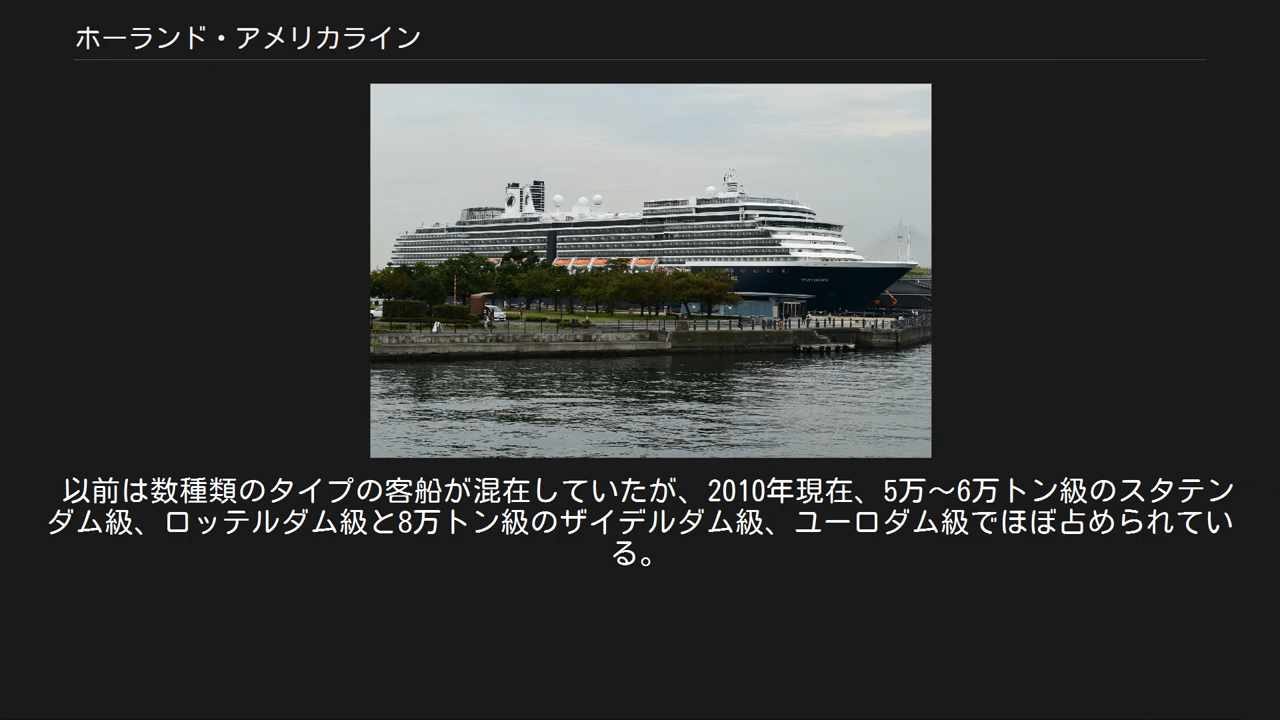 ホーランド・アメリカライン
以前は数種類のタイプの客船が混在していたが、2010年現在、5万〜6万トン級のスタテン
ダム級、ロッテルダム級と8万トン級のザイデルダム級、ユーロダム級でほぼ占められてい
る。